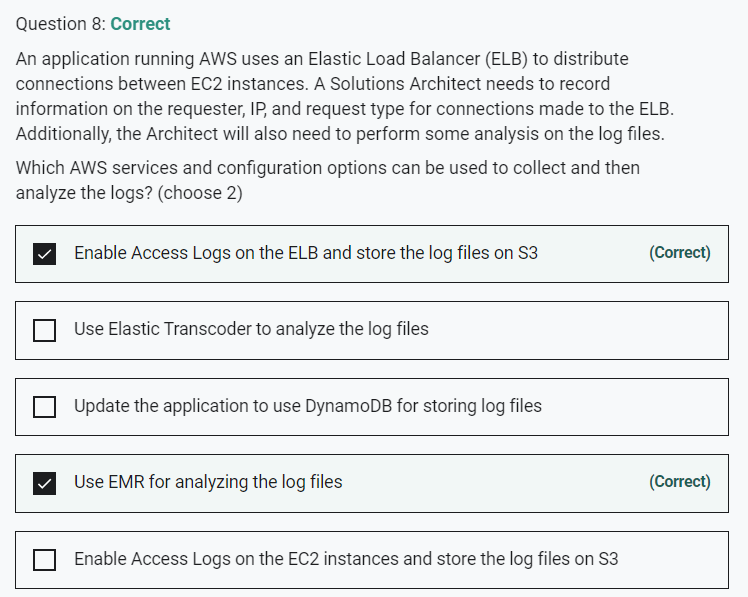 Question 8: Correct
An application running AWS uses an Elastic Load Balancer (ELB) to distribute
connections between EC2 instances. A Solutions Architect needs to record
information on the requester, IP, and request type for connections made to the ELB.
Additionally, the Architect will also need to perform some analysis on the log files.
Which AWS services and configuration options can be used to collect and then
analyze the logs? (choose 2)
Enable Access Logs on the ELB and store the log files on S3 (Correct)
Use Elastic Transcoder to analyze the log files
Update the application to use DynamoDB for storing log files
Use EMR for analyzing the log files (Correct)
Enable Access Logs on the EC2 instances and store the log files on S3